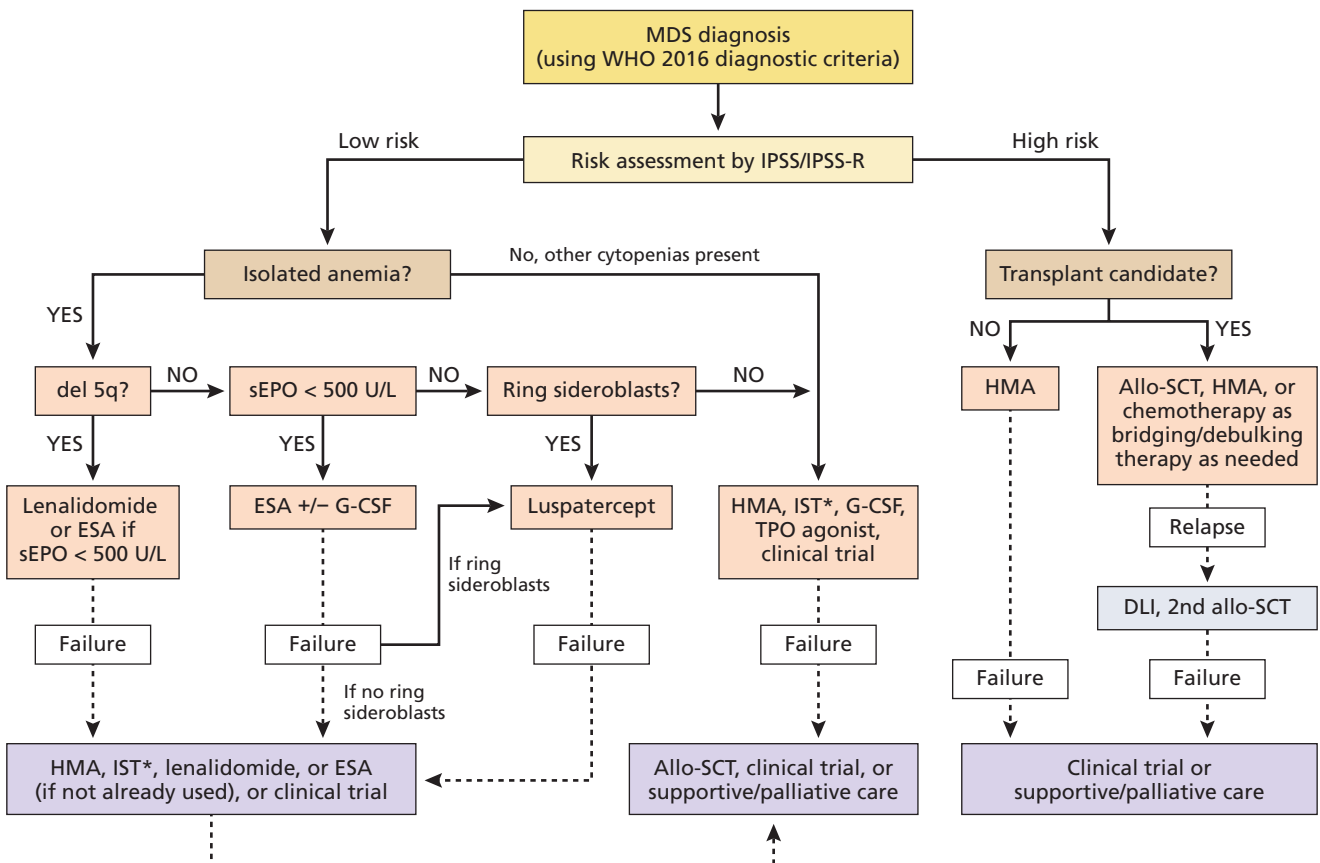 MDS diagnosis
(using WHO 2016 diagnostic criteria)
Low risk
Risk assessment by IPSS/IPSS-R
High risk
Isolated anemia?
No, other cytopenias present
Transplant candidate?
YES
NO
YES
del 5q?
NO
sEPO < 500 U/L
NO
Ring sideroblasts?
NO
HMA
Allo-SCT, HMA, or
chemotherapy as
bridging/debulking
therapy as needed
YES
YES
YES
Lenalidomide
or ESA if
sEPO < 500 U/L
ESA +/− G-CSF
Luspatercept
HMA, IST*, G-CSF,
TPO agonist,
clinical trial
Relapse
If ring
sideroblasts
DLI, 2nd allo-SCT
Failure
Failure
Failure
Failure
Failure
Failure
If no ring
sideroblasts
HMA, IST*, lenalidomide, or ESA
(if not already used), or clinical trial
Allo-SCT, clinical trial, or
supportive/palliative care
Clinical trial or
supportive/palliative care